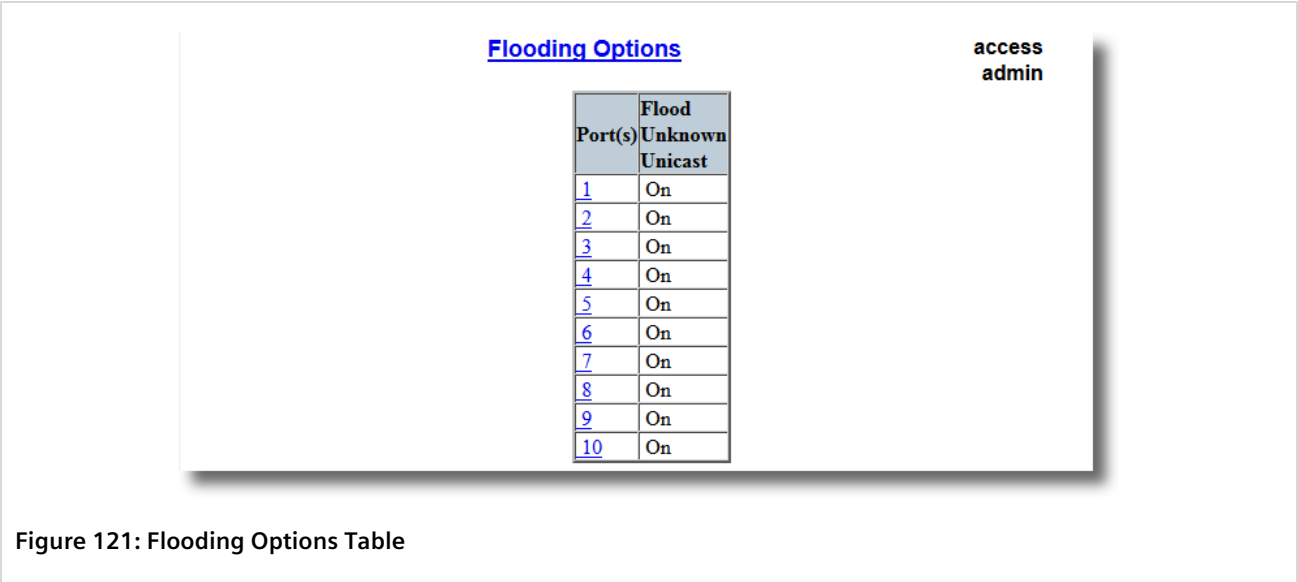 Flooding Options
access
admin
Port(s)
Flood
Unknown
Unicast
1 On
2 On
3 On
4 On
5 On
6 On
7 On
8 On
9 On
10 On
Figure 121: Flooding Options Table